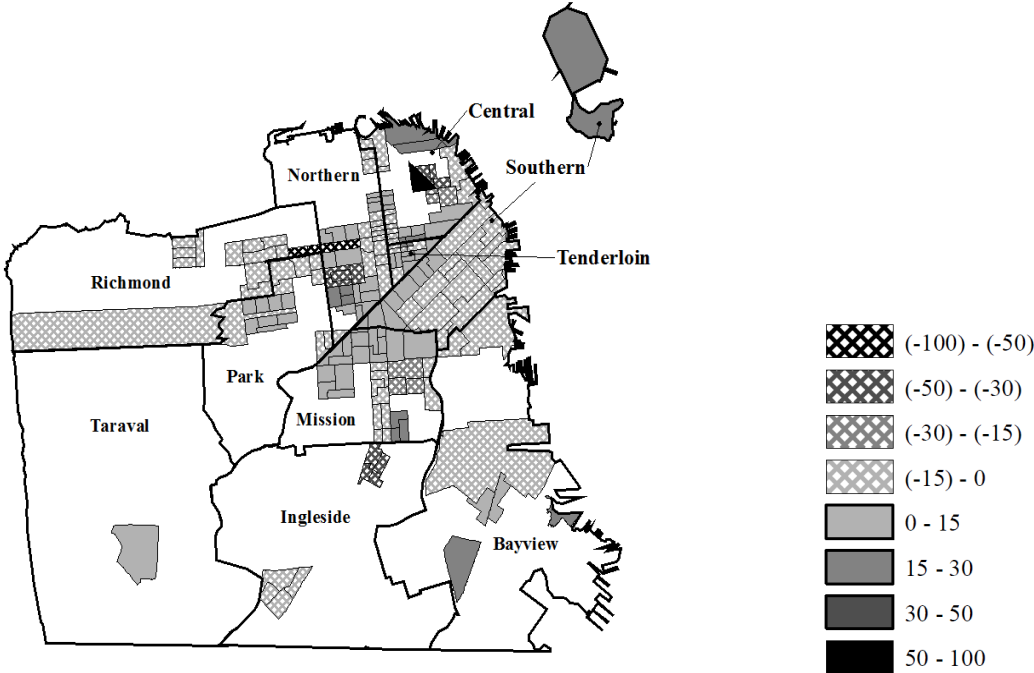 Central
Southern
Northern
Tenderloin
Richmond
Park
Taraval
Mission
Ingleside
Bayview
(-100) - (-50)
(-50) - (-30)
(-30) - (-15)
(-15) - 0
0 - 15
15 - 30
30 - 50
50 - 100